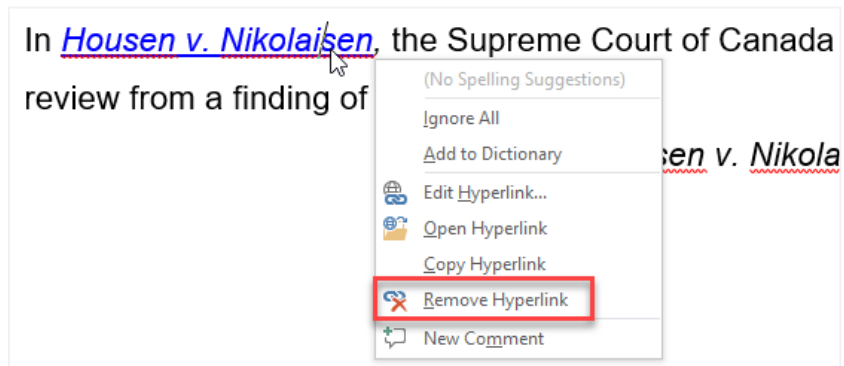 In Housen v. Nikolaisen, the Supreme Court of Canada
review from a finding of
sen v. Nikola
(No Spelling Suggestions)
Ignore All
Add to Dictionary
Edit Hyperlink...
Open Hyperlink
Copy Hyperlink
Remove Hyperlink
New Comment